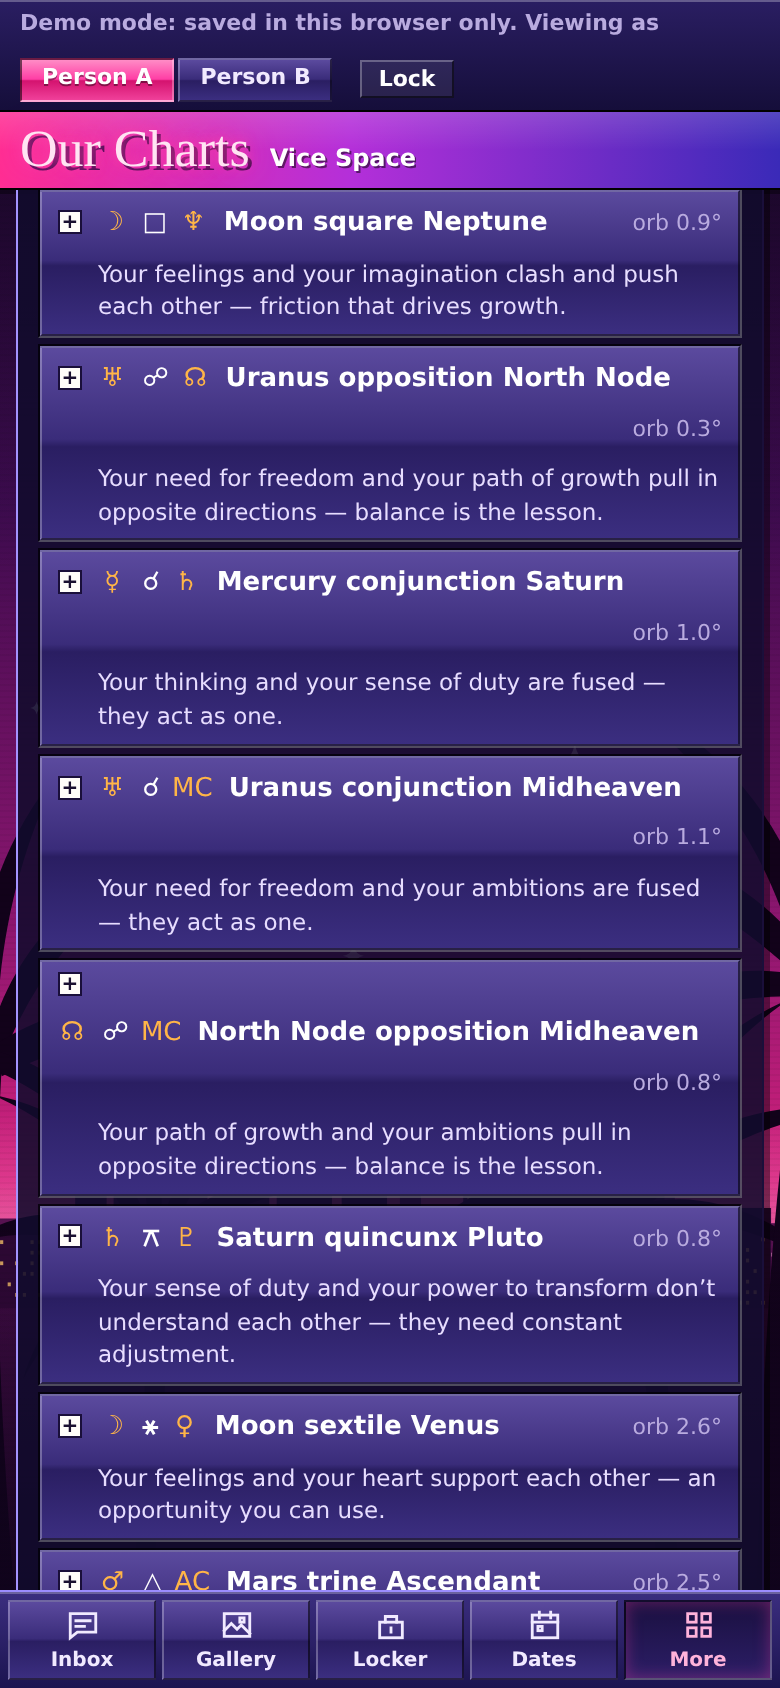 Demo mode: saved in this browser only. Viewing as
Person A Person B Lock
Our Charts Vice Space
+ ☽ □ ♆ Moon square Neptune orb 0.9°
Your feelings and your imagination clash and push
each other — friction that drives growth.
+ ♅ ☍ ☊ Uranus opposition North Node
orb 0.3°
Your need for freedom and your path of growth pull in
opposite directions — balance is the lesson.
+ ☿ ☌ ♄ Mercury conjunction Saturn
orb 1.0°
Your thinking and your sense of duty are fused —
they act as one.
+ ♅ ☌ MC Uranus conjunction Midheaven
orb 1.1°
Your need for freedom and your ambitions are fused
— they act as one.
+
☊ ☍ MC North Node opposition Midheaven
orb 0.8°
Your path of growth and your ambitions pull in
opposite directions — balance is the lesson.
+ ♄ ⚻ ♇ Saturn quincunx Pluto orb 0.8°
Your sense of duty and your power to transform don’t
understand each other — they need constant
adjustment.
+ ☽ ⚹ ♀ Moon sextile Venus orb 2.6°
Your feelings and your heart support each other — an
opportunity you can use.
+ ♂ △ AC Mars trine Ascendant orb 2.5°
Inbox Gallery Locker Dates More